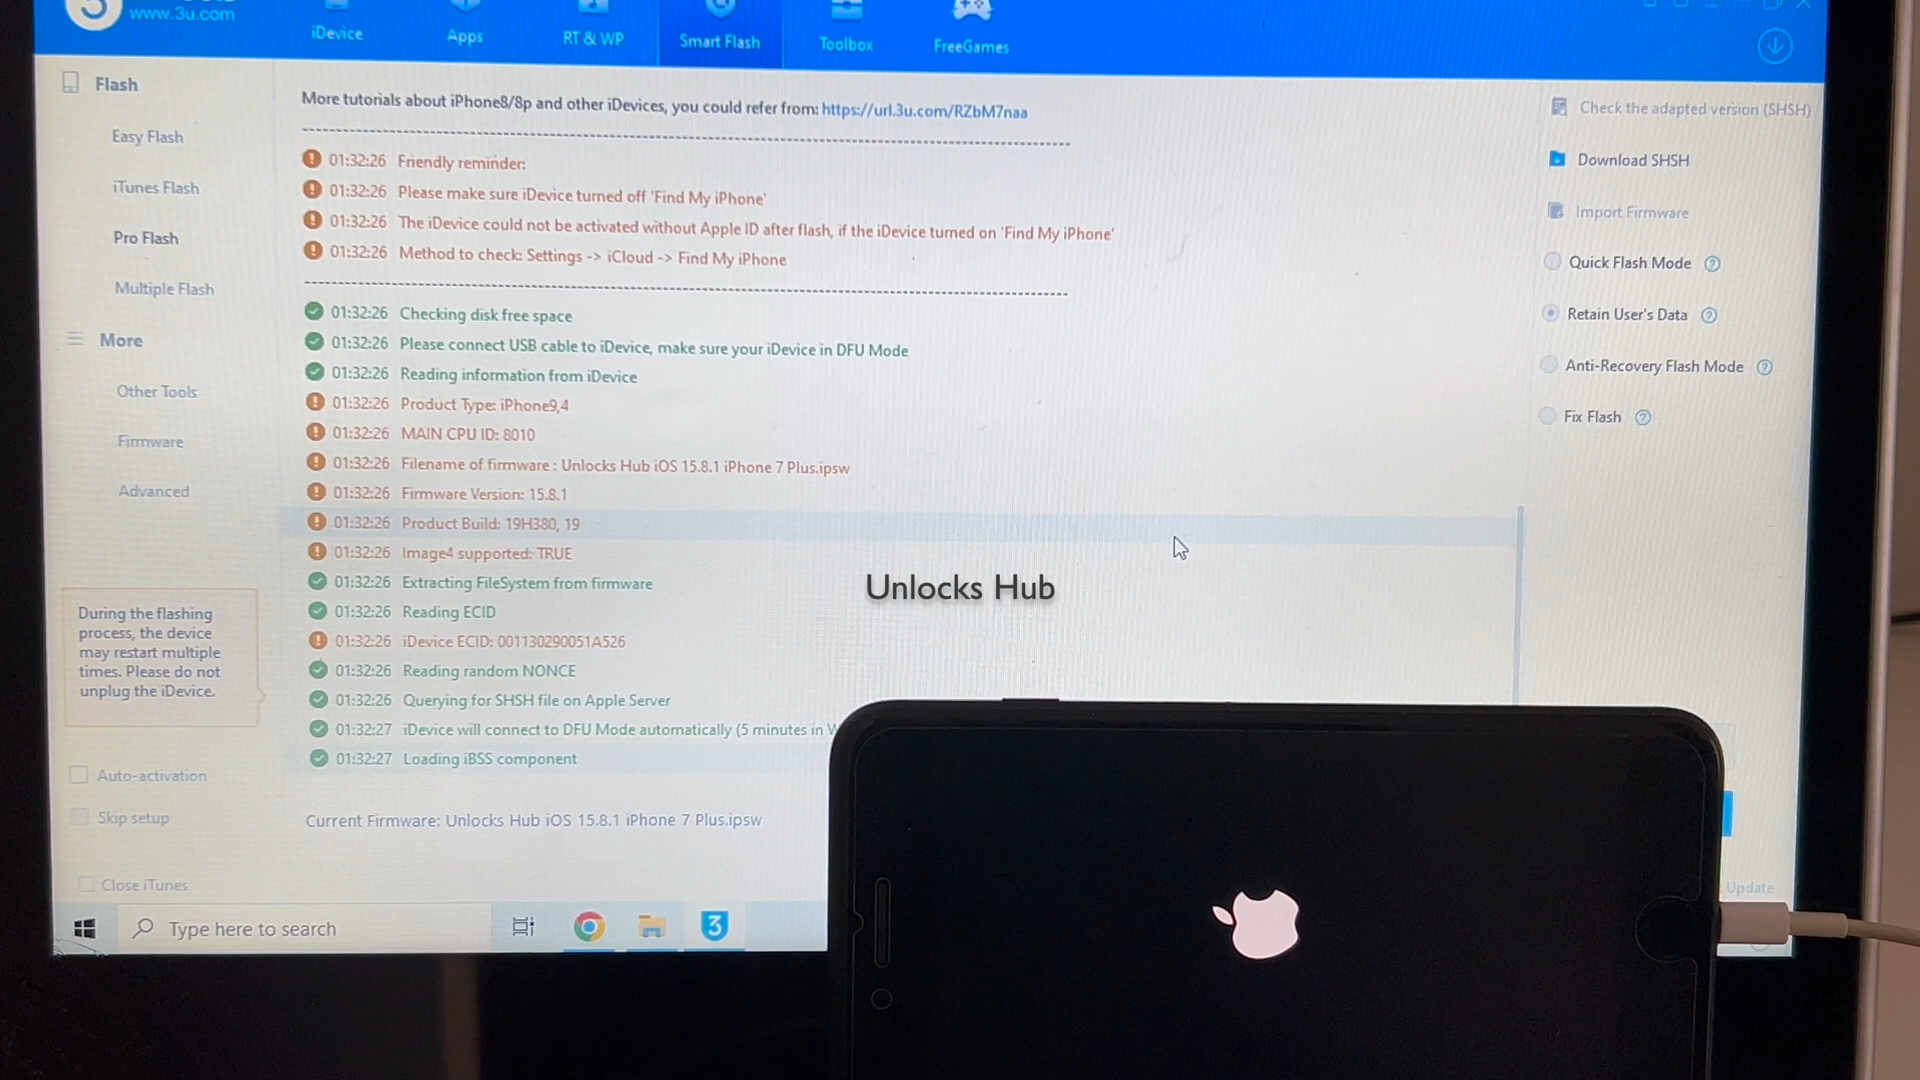 www.3u.com
iDevice
Apps
RT & WP
Smart Flash
Toolbox
FreeGames
Flash
Easy Flash
iTunes Flash
Pro Flash
Multiple Flash
More
Other Tools
Firmware
Advanced
During the flashing
process, the device
may restart multiple
times. Please do not
unplug the iDevice.
Auto-activation
Skip setup
Close iTunes
More tutorials about iPhone8/8p and other iDevices, you could refer from: https://url.3u.com/RZbM7naa
01:32:26 Friendly reminder:
01:32:26 Please make sure iDevice turned off 'Find My iPhone'
01:32:26 The iDevice could not be activated without Apple ID after flash, if the iDevice turned on 'Find My iPhone'
01:32:26 Method to check: Settings -> iCloud -> Find My iPhone
01:32:26 Checking disk free space
01:32:26 Please connect USB cable to iDevice, make sure your iDevice in DFU Mode
01:32:26 Reading information from iDevice
01:32:26 Product Type: iPhone9,4
01:32:26 MAIN CPU ID: 8010
01:32:26 Filename of firmware : Unlocks Hub iOS 15.8.1 iPhone 7 Plus.ipsw
01:32:26 Firmware Version: 15.8.1
01:32:26 Product Build: 19H380, 19
01:32:26 Image4 supported: TRUE
01:32:26 Extracting FileSystem from firmware
01:32:26 Reading ECID
01:32:26 iDevice ECID: 001130290051A526
01:32:26 Reading random NONCE
01:32:26 Querying for SHSH file on Apple Server
01:32:27 iDevice will connect to DFU Mode automatically (5 minutes in
01:32:27 Loading iBSS component
Current Firmware: Unlocks Hub iOS 15.8.1 iPhone 7 Plus.ipsw
Unlocks Hub
Check the adapted version (SHSH)
Download SHSH
Import Firmware
Quick Flash Mode ?
Retain User's Data ?
Anti-Recovery Flash Mode ?
Fix Flash ?
Update
Type here to search
3